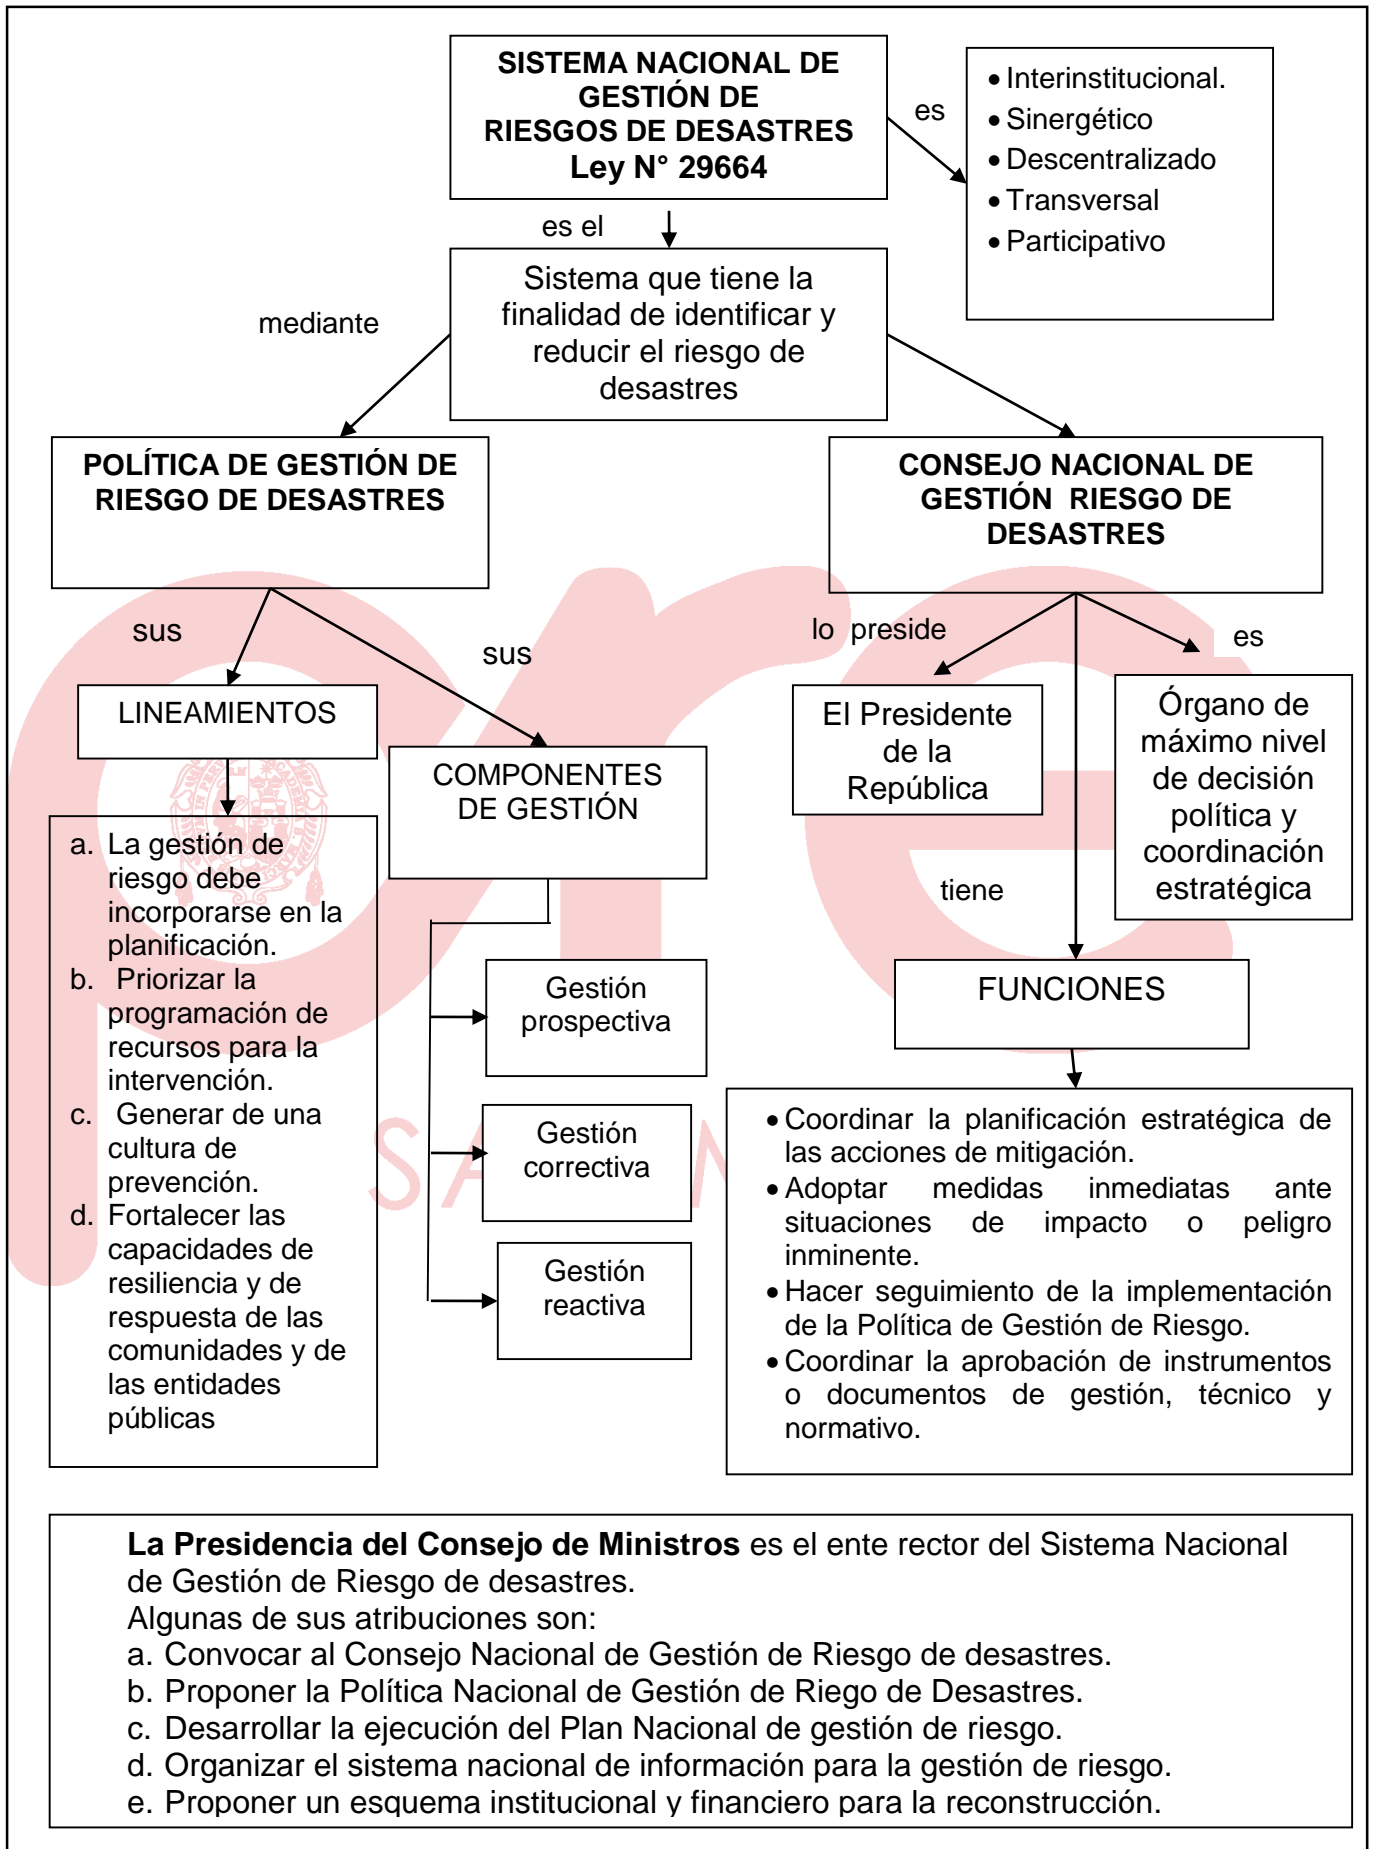 SISTEMA NACIONAL DE
GESTIÓN DE
RIESGOS DE DESASTRES
Ley N° 29664
es
• Interinstitucional.
• Sinergético
• Descentralizado
• Transversal
• Participativo
es el
Sistema que tiene la
finalidad de identificar y
reducir el riesgo de
desastres
mediante
POLÍTICA DE GESTIÓN DE
RIESGO DE DESASTRES
CONSEJO NACIONAL DE
GESTIÓN RIESGO DE
DESASTRES
sus
sus
lo preside
es
LINEAMIENTOS
COMPONENTES
DE GESTIÓN
El Presidente
de la
República
Órgano de
máximo nivel
de decisión
política y
coordinación
estratégica
tiene
a. La gestión de
riesgo debe
incorporarse en la
planificación.
b. Priorizar la
programación de
recursos para la
intervención.
c. Generar de una
cultura de
prevención.
d. Fortalecer las
capacidades de
resiliencia y de
respuesta de las
comunidades y de
las entidades
públicas
Gestión
prospectiva
Gestión
correctiva
Gestión
reactiva
FUNCIONES
• Coordinar la planificación estratégica de
las acciones de mitigación.
• Adoptar medidas inmediatas ante
situaciones de impacto o peligro
inminente.
• Hacer seguimiento de la implementación
de la Política de Gestión de Riesgo.
• Coordinar la aprobación de instrumentos
o documentos de gestión, técnico y
normativo.
La Presidencia del Consejo de Ministros es el ente rector del Sistema Nacional
de Gestión de Riesgo de desastres.
Algunas de sus atribuciones son:
a. Convocar al Consejo Nacional de Gestión de Riesgo de desastres.
b. Proponer la Política Nacional de Gestión de Riego de Desastres.
c. Desarrollar la ejecución del Plan Nacional de gestión de riesgo.
d. Organizar el sistema nacional de información para la gestión de riesgo.
e. Proponer un esquema institucional y financiero para la reconstrucción.
pre